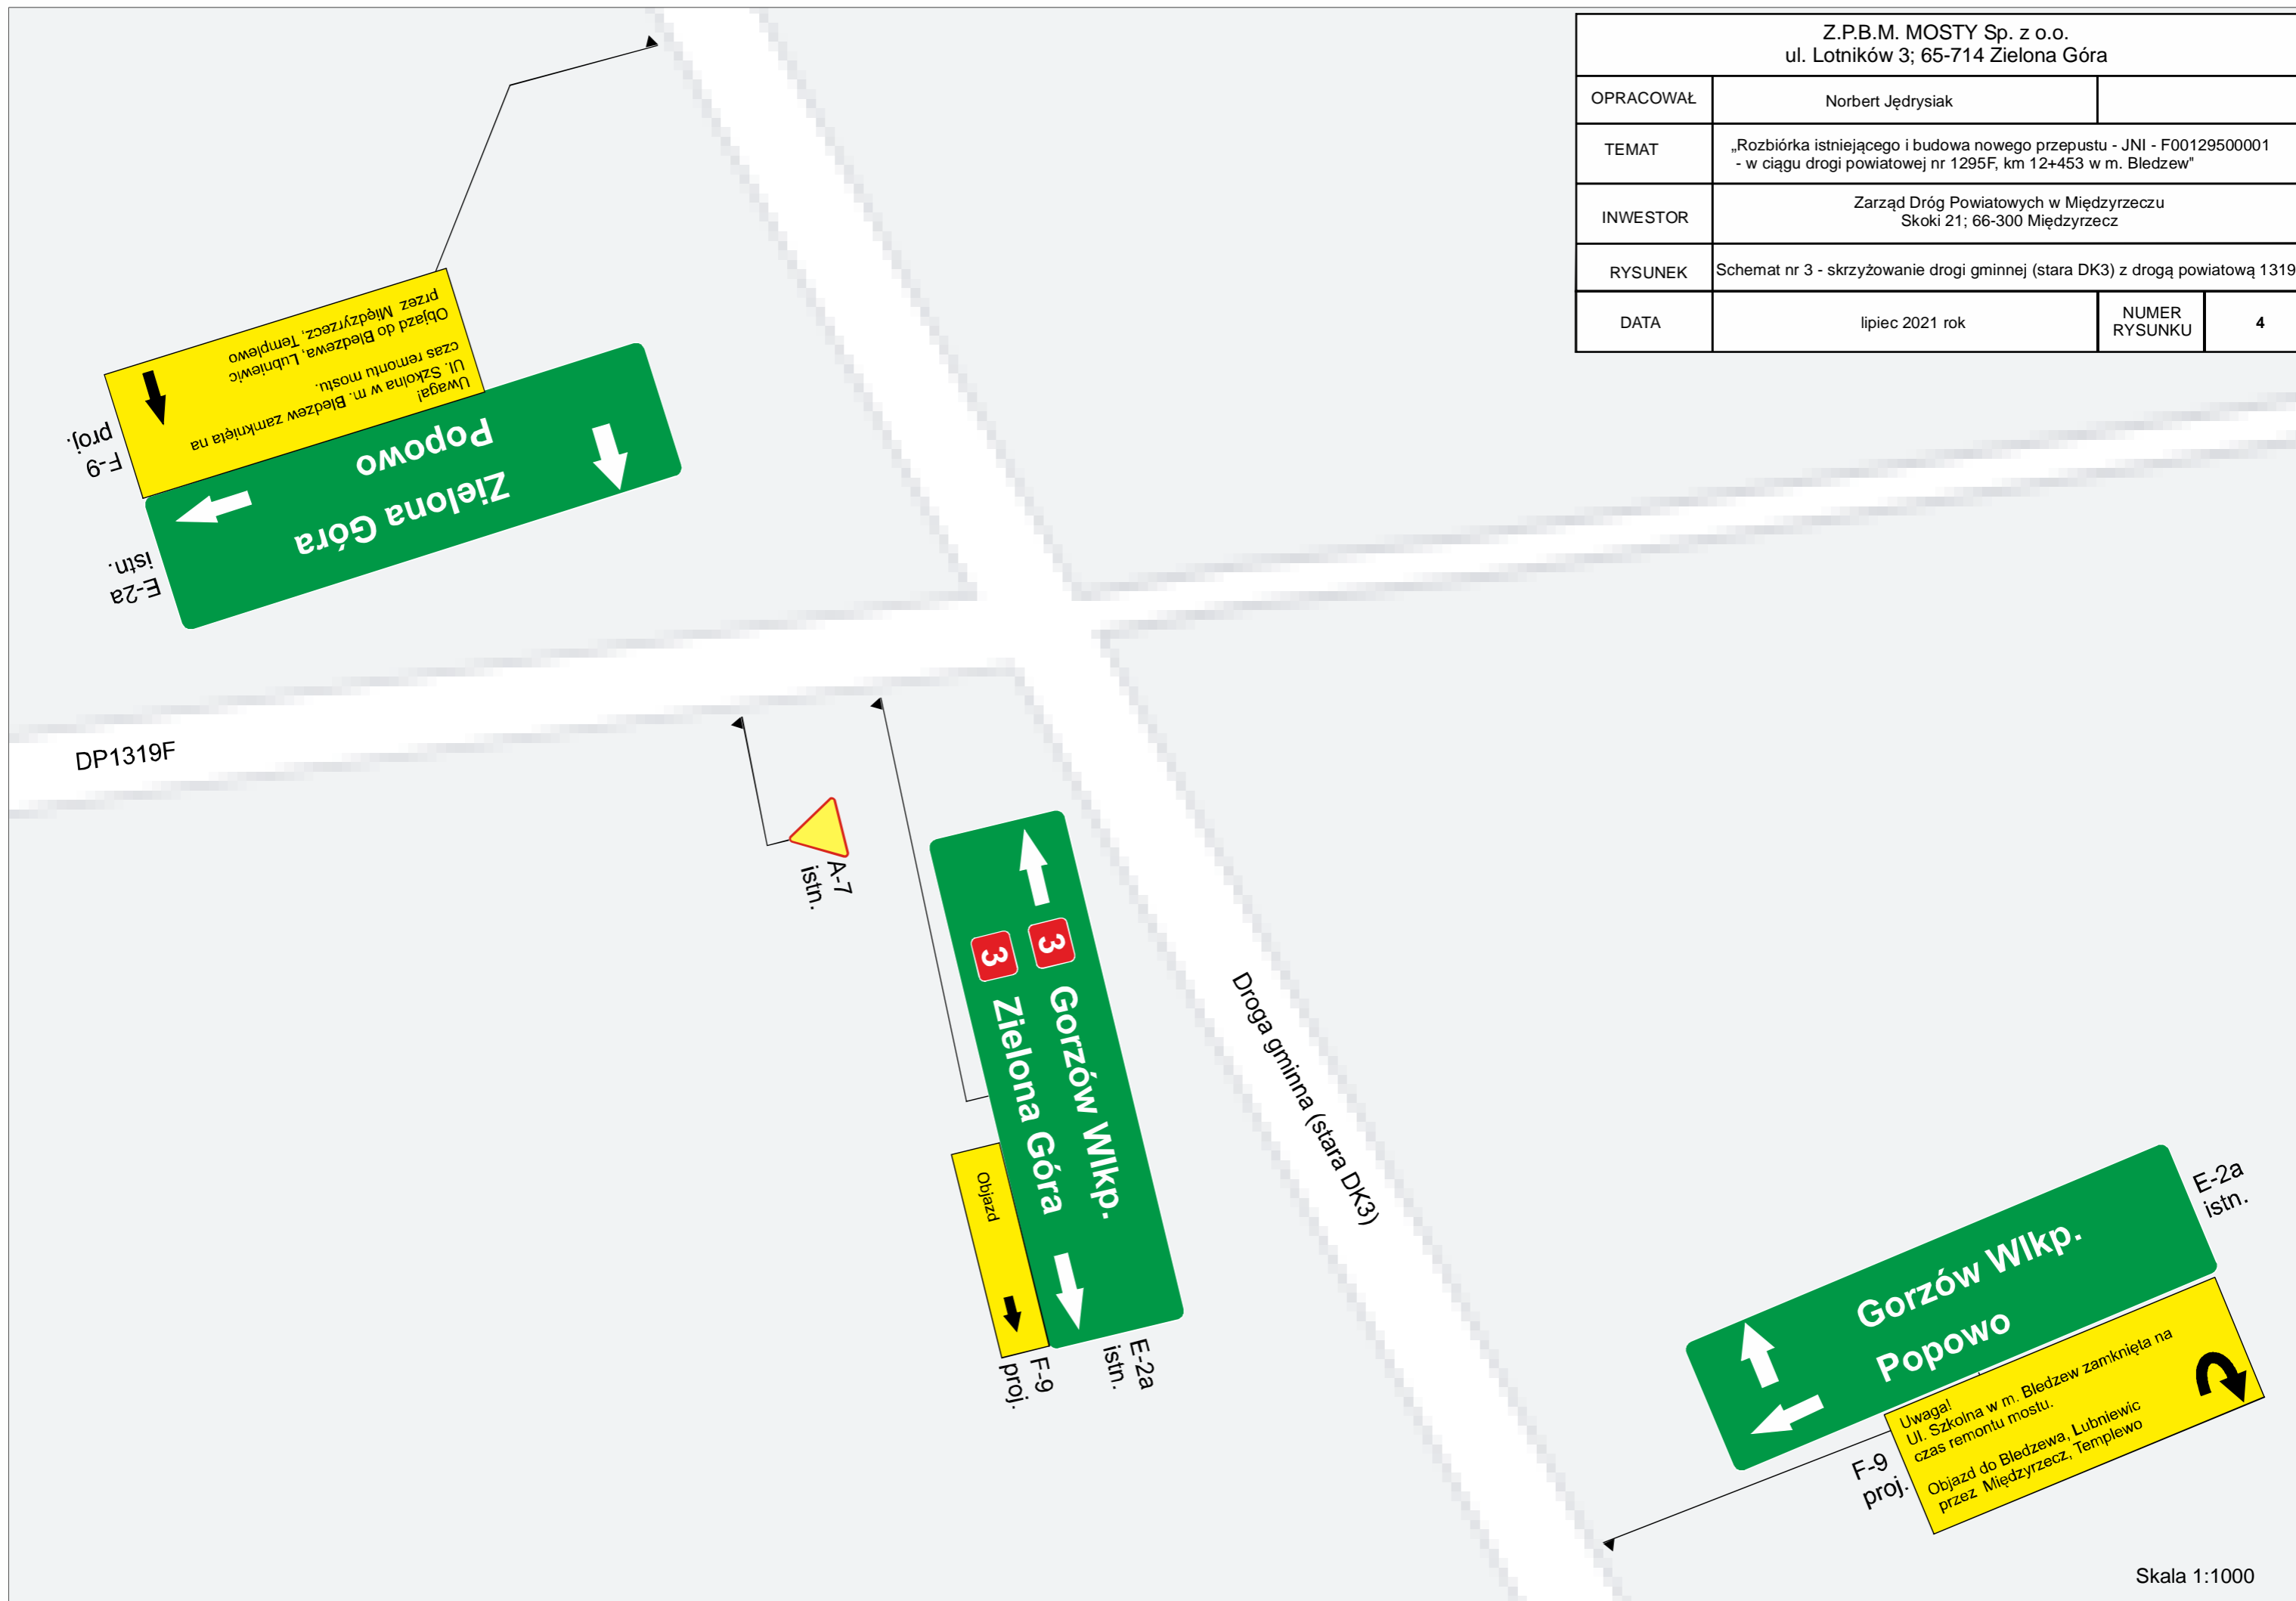 Z.P.B.M. MOSTY Sp. z o.o.
ul. Lotników 3; 65-714 Zielona Góra
OPRACOWAŁ
Norbert Jędrysiak
TEMAT
„Rozbiórka istniejącego i budowa nowego przepustu - JNI - F00129500001
- w ciągu drogi powiatowej nr 1295F, km 12+453 w m. Bledzew"
INWESTOR
Zarząd Dróg Powiatowych w Międzyrzeczu
Skoki 21; 66-300 Międzyrzecz
RYSUNEK
Schemat nr 3 - skrzyżowanie drogi gminnej (stara DK3) z drogą powiatową 1319
DATA
lipiec 2021 rok
NUMER
RYSUNKU
4
E-2a
istn.
Zielona Góra
Popowo
F-9
proj.
Uwaga!
Ul. Szkolna w m. Bledzew zamknięta na
czas remontu mostu.
Objazd do Bledzewa, Lubniewic
przez Międzyrzecz, Templewo
DP1319F
A-7
istn.
3 Gorzów Wlkp.
3 Zielona Góra
Objazd
E-2a
istn.
F-9
proj.
Droga gminna (stara DK3)
E-2a
istn.
Gorzów Wlkp.
Popowo
Uwaga!
Ul. Szkolna w m. Bledzew zamknięta na
czas remontu mostu.
Objazd do Bledzewa, Lubniewic
przez Międzyrzecz, Templewo
F-9
proj.
Skala 1:1000